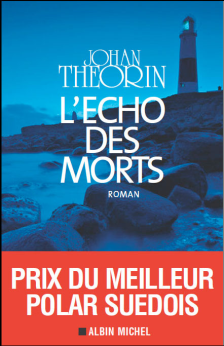 JOHAN
THEORIN
L'ECHO
DES
MORTS
ROMAN
PRIX DU MEILLEUR
POLAR SUEDOIS
ALBIN MICHEL